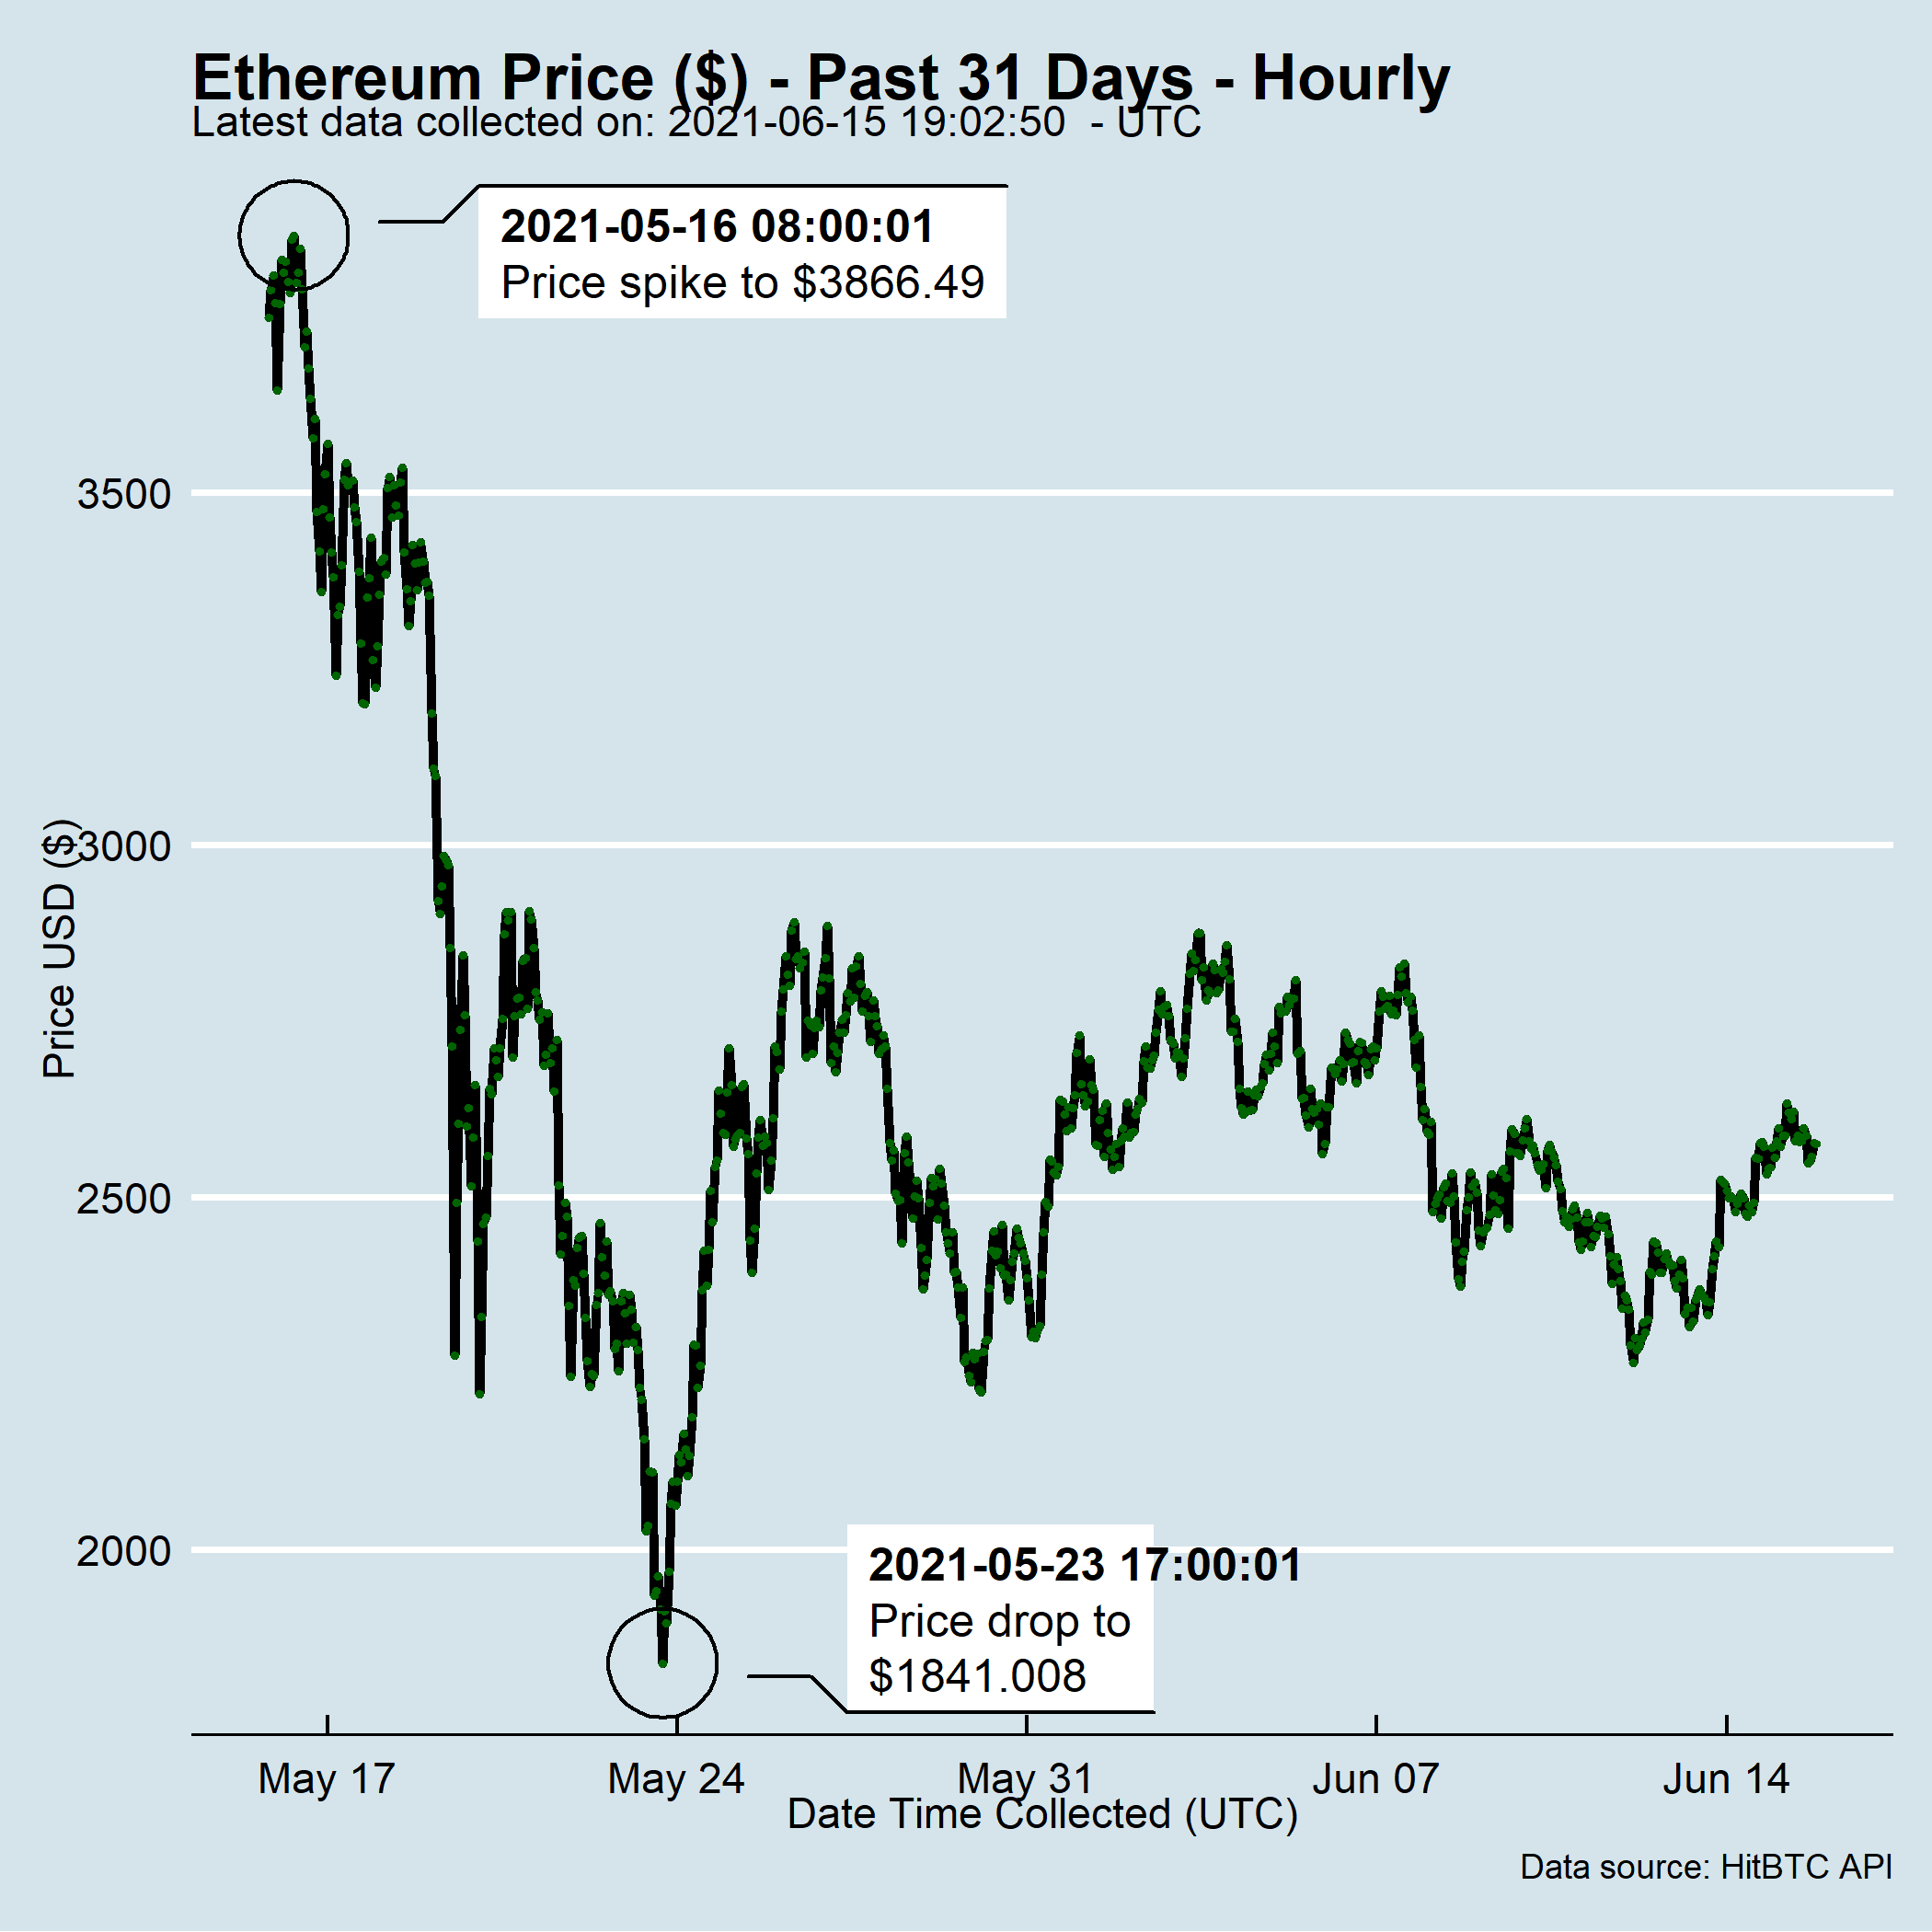 Ethereum Price ($) - Past 31 Days - Hourly
Latest data collected on: 2021-06-15 19:02:50  - UTC
2021-05-16 08:00:01
Price spike to $3866.49
3500
3000
2500
2000
Price USD ($)
2021-05-23 17:00:01
Price drop to
$1841.008
May 17
May 24
May 31
Jun 07
Jun 14
Date Time Collected (UTC)
Data source: HitBTC API